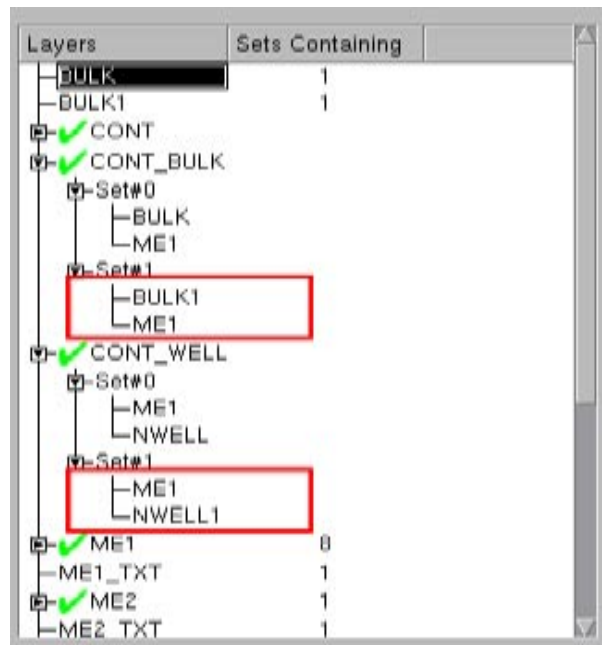 Layers Sets Containing
BULK 1
BULK1 1
CONT
CONT_BULK
Set#0
BULK
ME1
Set#1
BULK1
ME1
CONT_WELL
Set#0
ME1
NWELL
Set#1
ME1
NWELL1
ME1 8
ME1_TXT 1
ME2 1
ME2_TXT 1